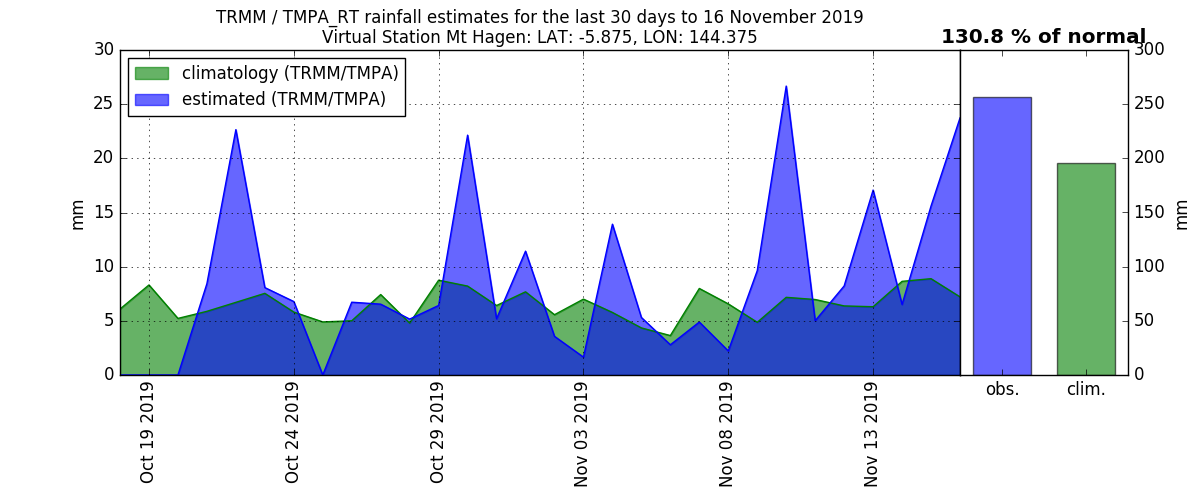 TRMM / TMPA_RT rainfall estimates for the last 30 days to 16 November 2019
Virtual Station Mt Hagen: LAT: -5.875, LON: 144.375
130.8 % of normal
climatology (TRMM/TMPA)
estimated (TRMM/TMPA)
30
25
20
15
10
5
0
mm
Oct 19 2019
Oct 24 2019
Oct 29 2019
Nov 03 2019
Nov 08 2019
Nov 13 2019
obs.
clim.
300
250
200
150
100
50
0
mm